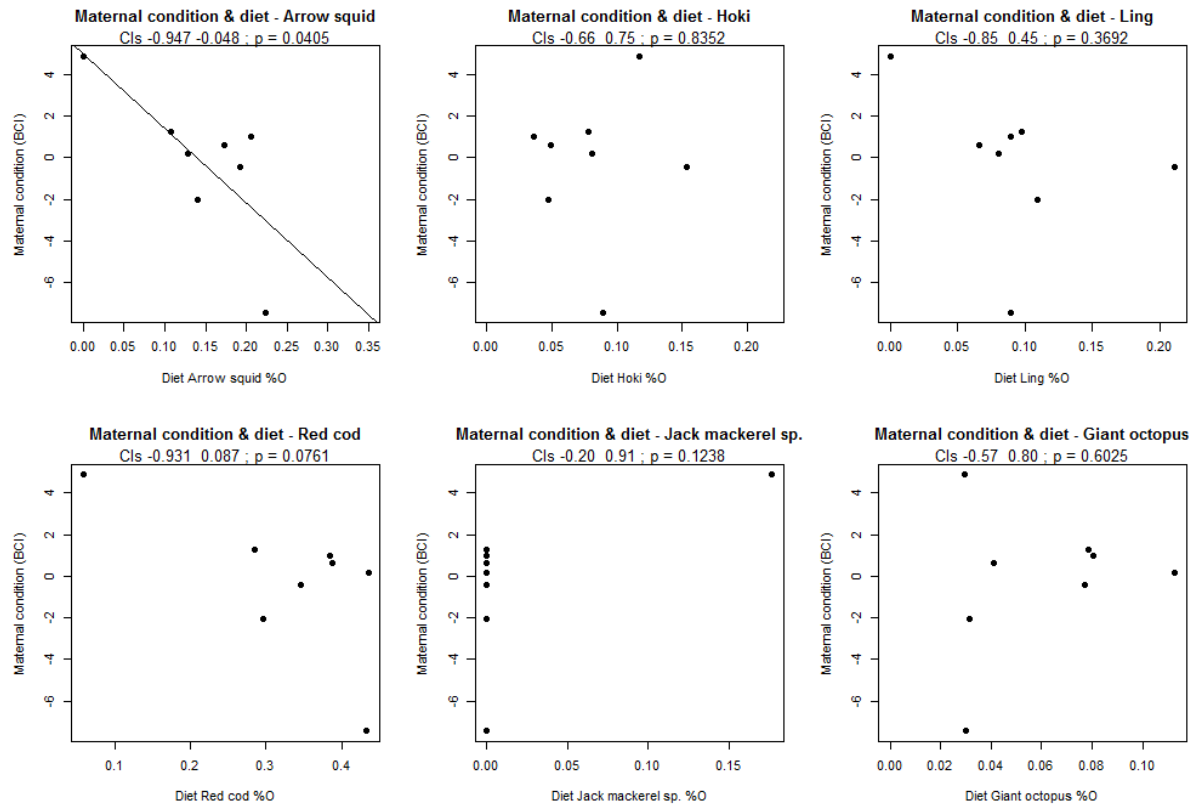 Maternal condition & diet - Arrow squid
CIs -0.947 -0.048 ; p = 0.0405
Maternal condition (BCI)
4
2
0
-2
-4
-6
0.00 0.05 0.10 0.15 0.20 0.25 0.30 0.35
Diet Arrow squid %O
Maternal condition & diet - Hoki
CIs -0.66 0.75 ; p = 0.8352
Maternal condition (BCI)
4
2
0
-2
-4
-6
0.00 0.05 0.10 0.15 0.20
Diet Hoki %O
Maternal condition & diet - Ling
CIs -0.85 0.45 ; p = 0.3692
Maternal condition (BCI)
4
2
0
-2
-4
-6
0.00 0.05 0.10 0.15 0.20
Diet Ling %O
Maternal condition & diet - Red cod
CIs -0.931 0.087 ; p = 0.0761
Maternal condition (BCI)
4
2
0
-2
-4
-6
0.1 0.2 0.3 0.4
Diet Red cod %O
Maternal condition & diet - Jack mackerel sp.
CIs -0.20 0.91 ; p = 0.1238
Maternal condition (BCI)
4
2
0
-2
-4
-6
0.00 0.05 0.10 0.15
Diet Jack mackerel sp. %O
Maternal condition & diet - Giant octopus
CIs -0.57 0.80 ; p = 0.6025
Maternal condition (BCI)
4
2
0
-2
-4
-6
0.00 0.02 0.04 0.06 0.08 0.10
Diet Giant octopus %O